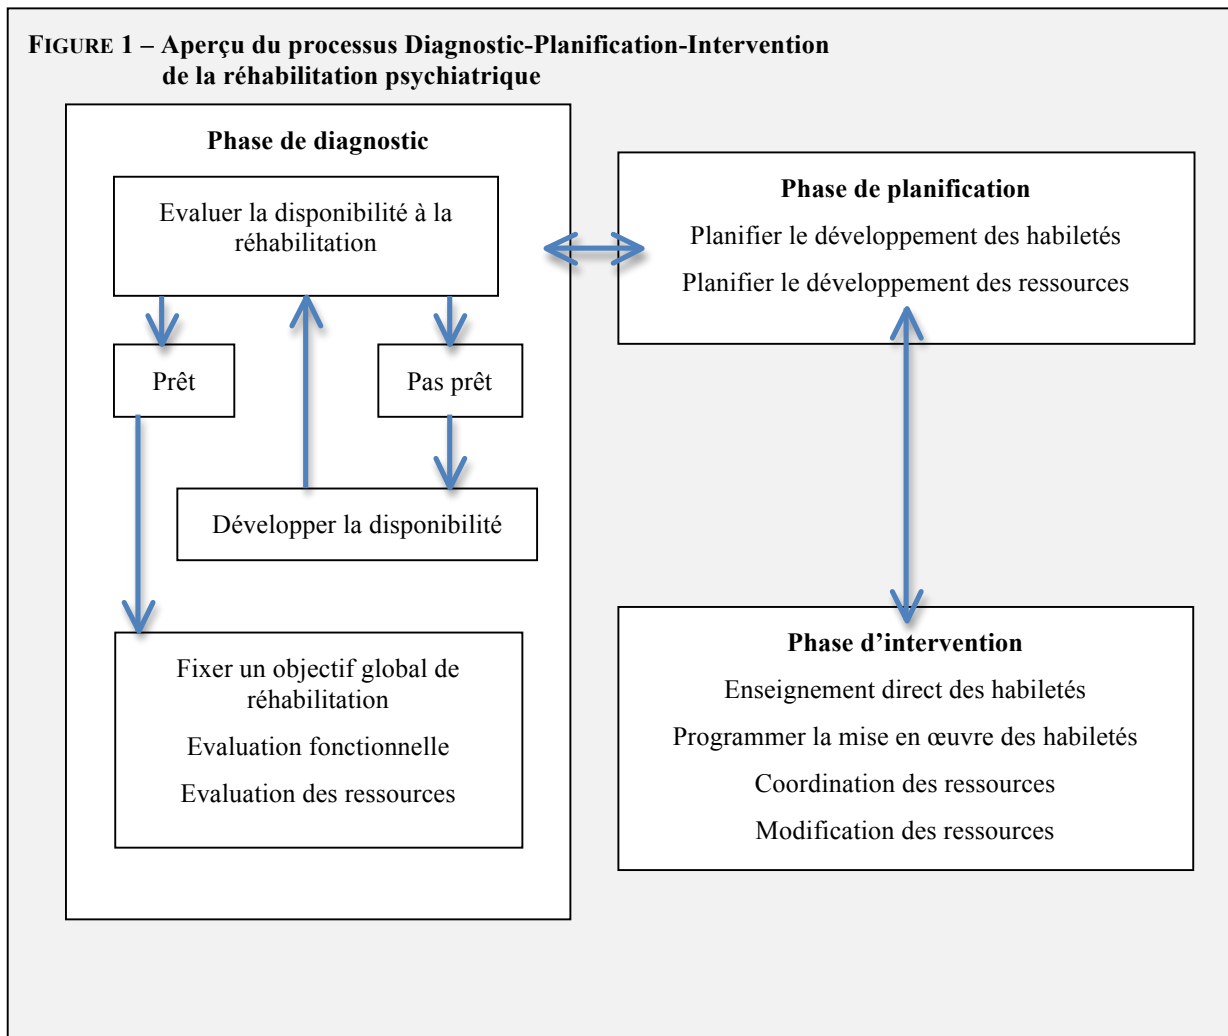 FIGURE 1 – Aperçu du processus Diagnostic-Planification-Intervention
de la réhabilitation psychiatrique
Phase de diagnostic
Evaluer la disponibilité à la
réhabilitation
Prêt
Pas prêt
Développer la disponibilité
Fixer un objectif global de
réhabilitation
Evaluation fonctionnelle
Evaluation des ressources
Phase de planification
Planifier le développement des habiletés
Planifier le développement des ressources
Phase d’intervention
Enseignement direct des habiletés
Programmer la mise en œuvre des habiletés
Coordination des ressources
Modification des ressources